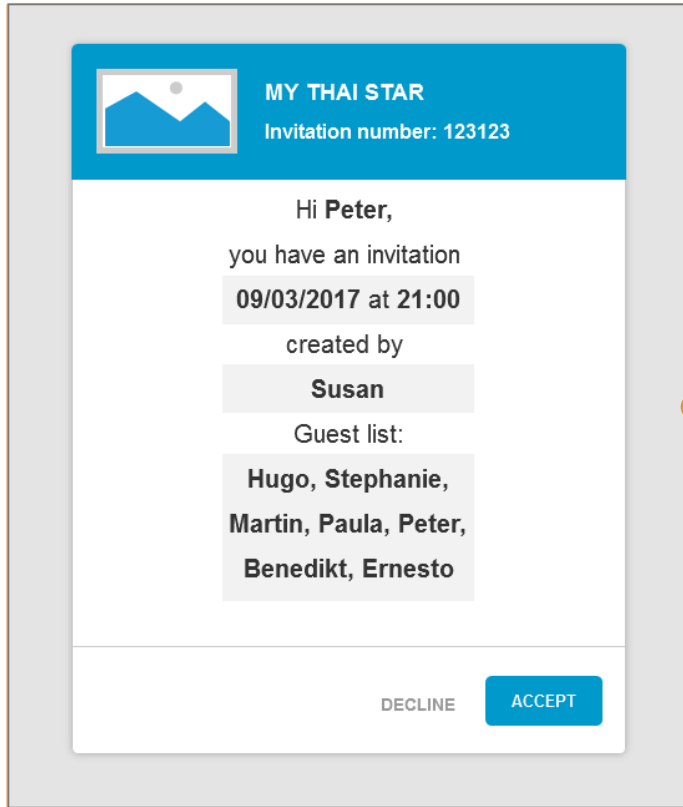 MY THAI STAR
Invitation number: 123123
Hi Peter,
you have an invitation
09/03/2017 at 21:00
created by
Susan
Guest list:
Hugo, Stephanie,
Martin, Paula, Peter,
Benedikt, Ernesto
DECLINE
ACCEPT